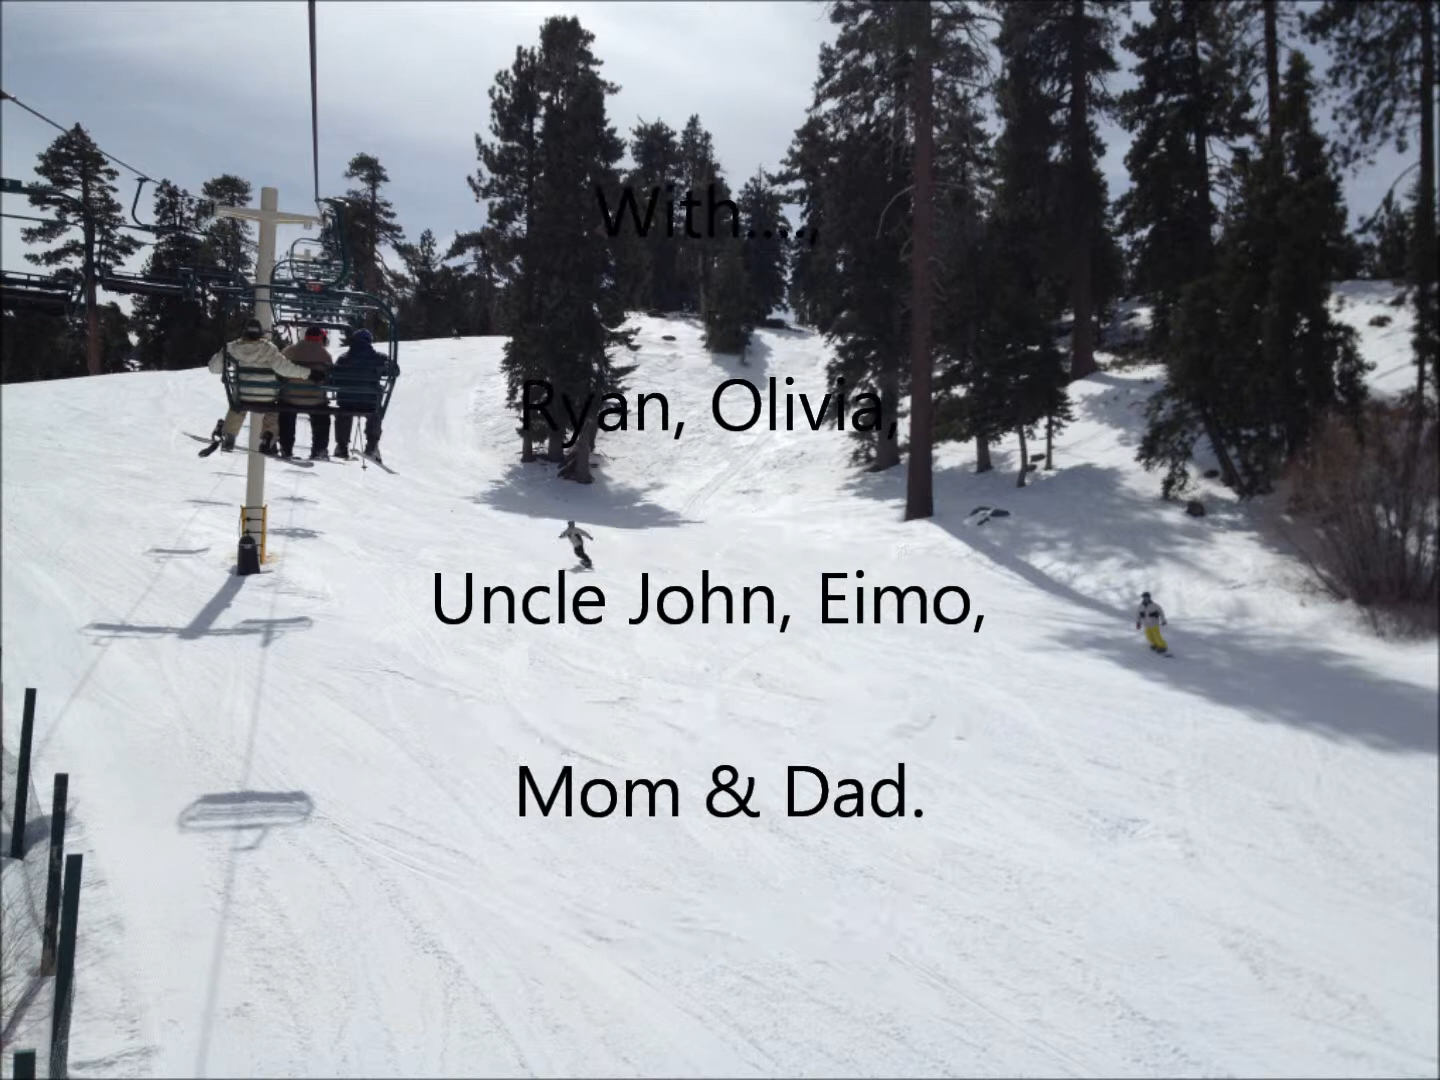 With....,
Ryan, Olivia,
Uncle John, Eimo,
Mom & Dad.